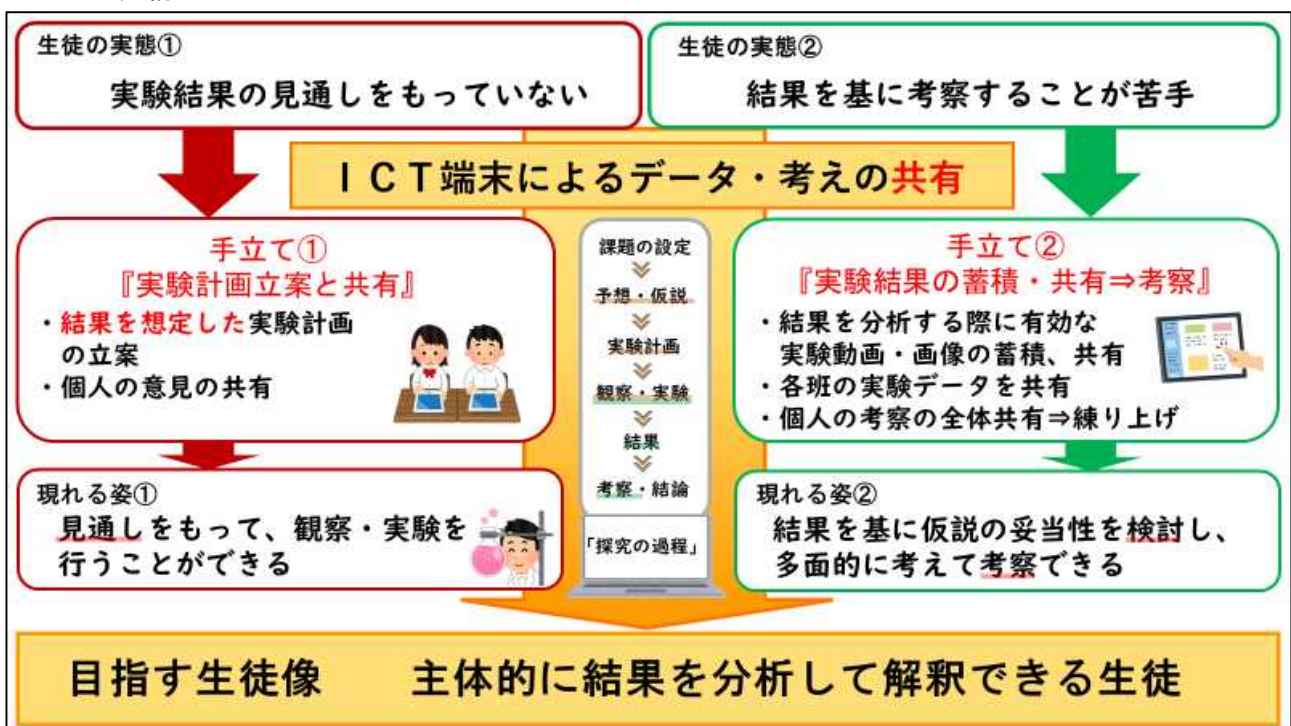 生徒の実態①
実験結果の見通しをもっていない
生徒の実態②
結果を基に考察することが苦手
ＩＣＴ端末によるデータ・考えの共有
手立て①
『実験計画立案と共有』
・結果を想定した実験計画
の立案
・個人の意見の共有
課題の設定
予想・仮説
実験計画
観察・実験
結果
考察・結論
「探究の過程」
手立て②
『実験結果の蓄積・共有⇒考察』
・結果を分析する際に有効な
実験動画・画像の蓄積、共有
・各班の実験データを共有
・個人の考察の全体共有⇒練り上げ
現れる姿①
見通しをもって、観察・実験を
行うことができる
現れる姿②
結果を基に仮説の妥当性を検討し、
多面的に考えて考察できる
目指す生徒像　　主体的に結果を分析して解釈できる生徒